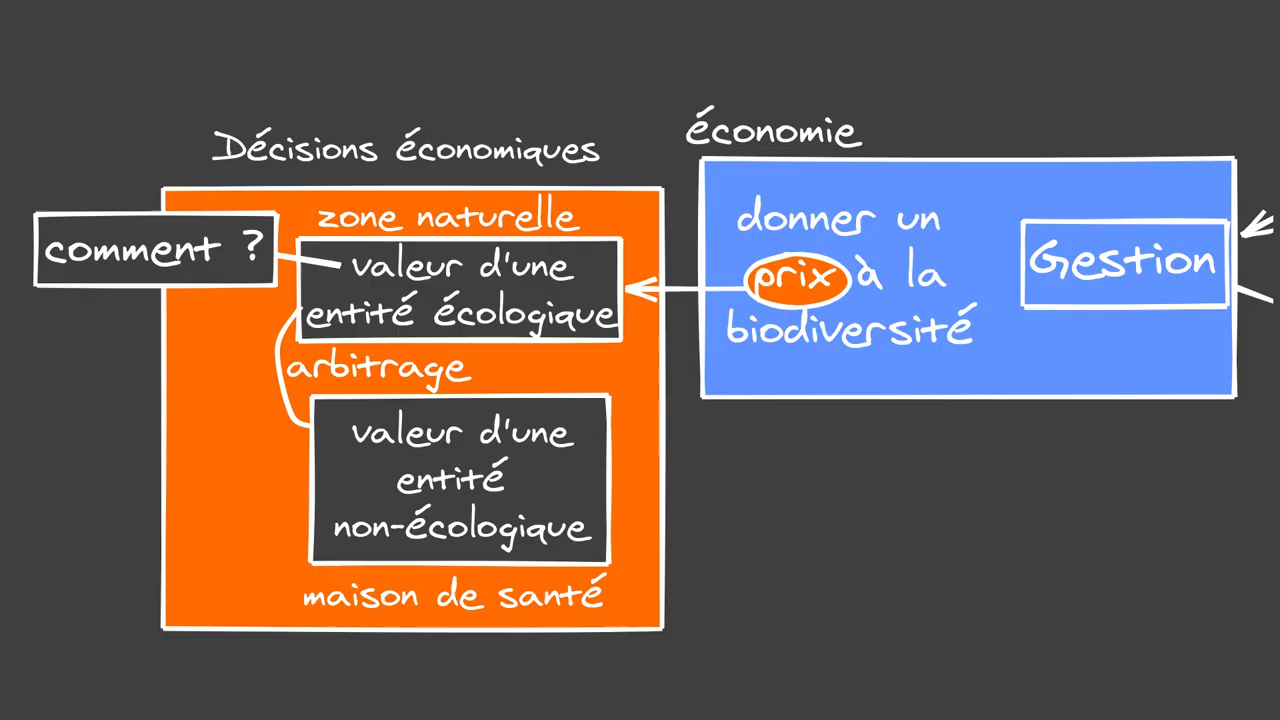 Décisions économiques
comment ?
zone naturelle
valeur d'une
entité écologique
arbitrage
valeur d'une
entité
non-écologique
maison de santé
économie
donner un
prix à la
biodiversité
Gestion